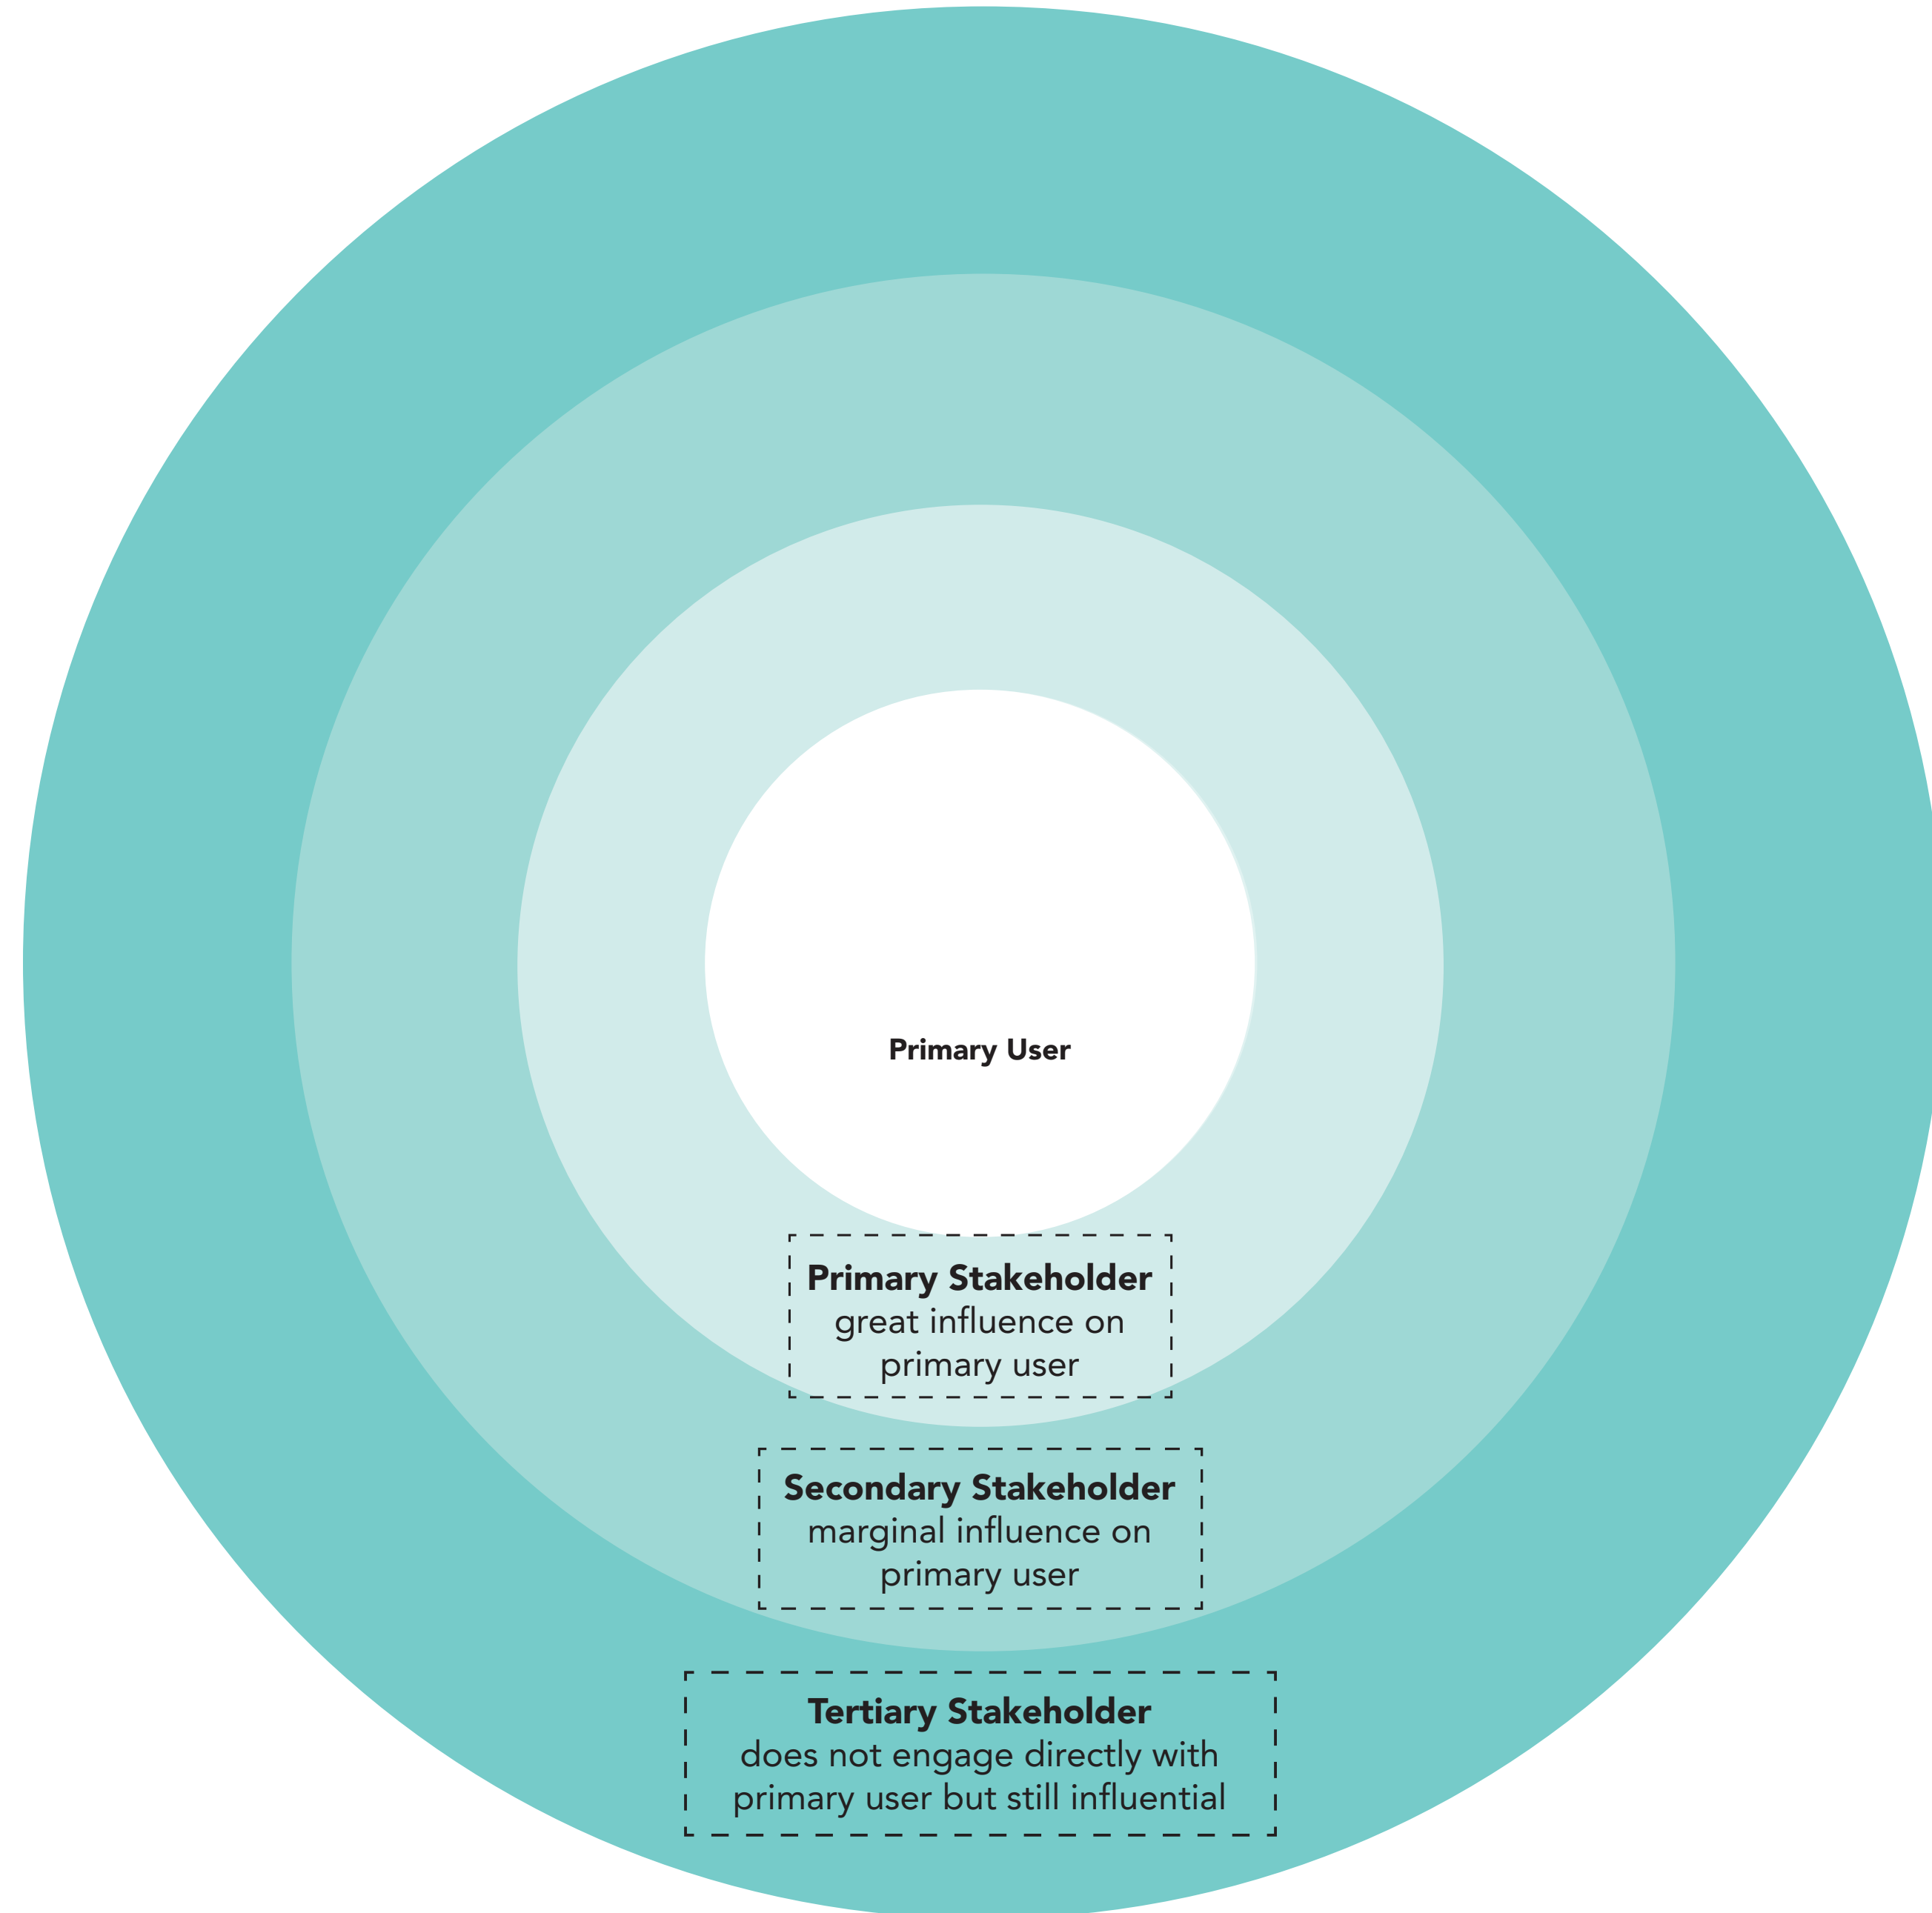 Primary User
Primary Stakeholder
great influence on
primary user
Secondary Stakeholder
marginal influence on
primary user
Tertiary Stakeholder
does not engage directly with
primary user but still influential